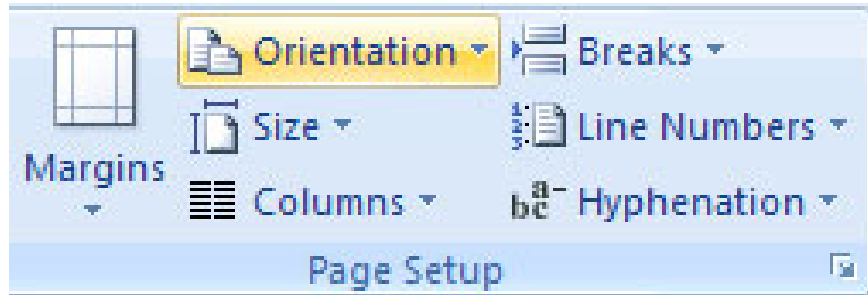 Orientation Breaks
Size Line Numbers
Margins
Columns Hyphenation
Page Setup